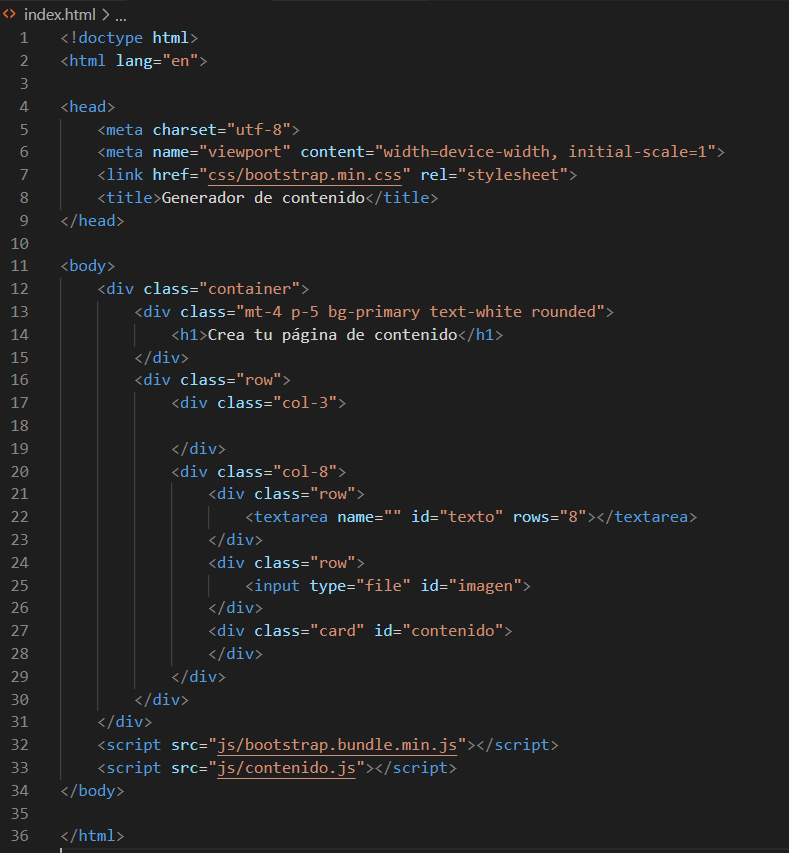 index.html > ...
1 <!doctype html>
2 <html lang="en">
3
4 <head>
5     <meta charset="utf-8">
6     <meta name="viewport" content="width=device-width, initial-scale=1">
7     <link href="css/bootstrap.min.css" rel="stylesheet">
8     <title>Generador de contenido</title>
9 </head>
10
11 <body>
12     <div class="container">
13         <div class="mt-4 p-5 bg-primary text-white rounded">
14             <h1>Crea tu página de contenido</h1>
15         </div>
16         <div class="row">
17             <div class="col-3">
18
19             </div>
20             <div class="col-8">
21                 <div class="row">
22                     <textarea name="" id="texto" rows="8"></textarea>
23                 </div>
24                 <div class="row">
25                     <input type="file" id="imagen">
26                 </div>
27                 <div class="card" id="contenido">
28                 </div>
29             </div>
30         </div>
31     </div>
32     <script src="js/bootstrap.bundle.min.js"></script>
33     <script src="js/contenido.js"></script>
34 </body>
35
36 </html>